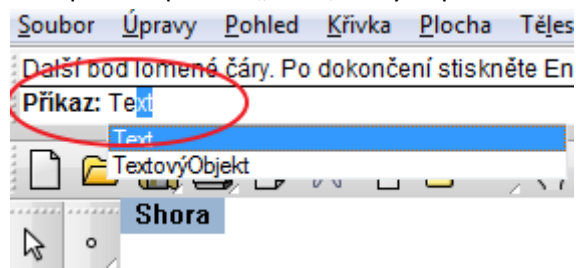 Soubor Úpravy Pohled Křivka Plocha Těles
Další bod lomené čáry. Po dokončení stiskněte En
Příkaz: Text
Text
TextovýObjekt
Shora